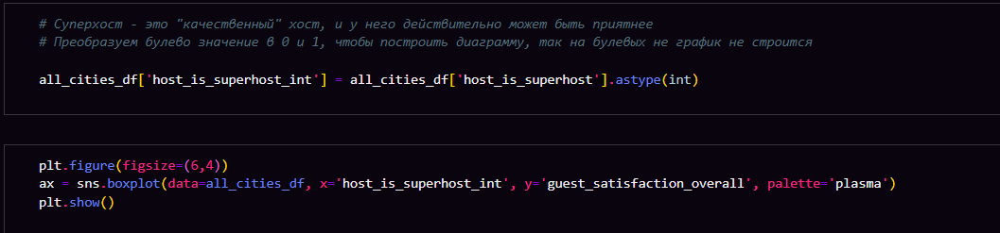 # Суперхост - это "качественный" хост, и у него действительно может быть приятнее
# Преобразуем булево значение в 0 и 1, чтобы построить диаграмму, так на булевых не график не строится
all_cities_df['host_is_superhost_int'] = all_cities_df['host_is_superhost'].astype(int)
plt.figure(figsize=(6,4))
ax = sns.boxplot(data=all_cities_df, x='host_is_superhost_int', y='guest_satisfaction_overall', palette='plasma')
plt.show()